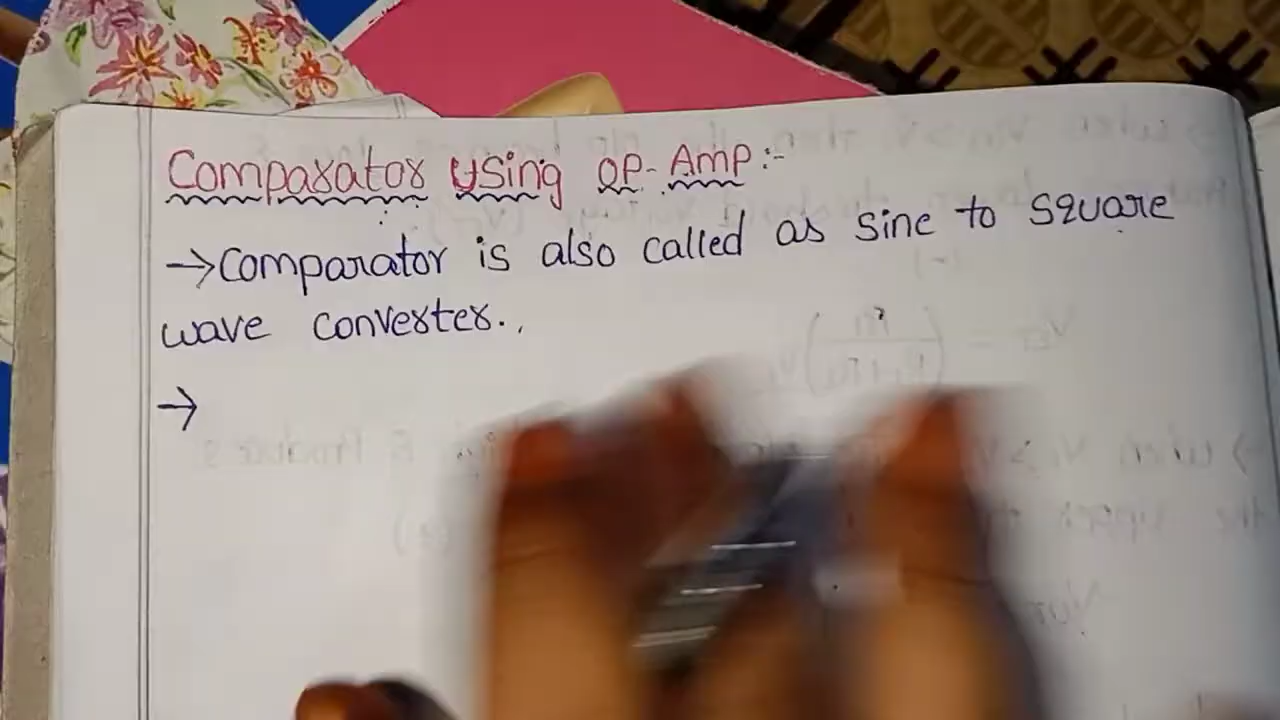 Comparator using OP-Amp:-
→Comparator is also called as sine to square
wave converter.
→